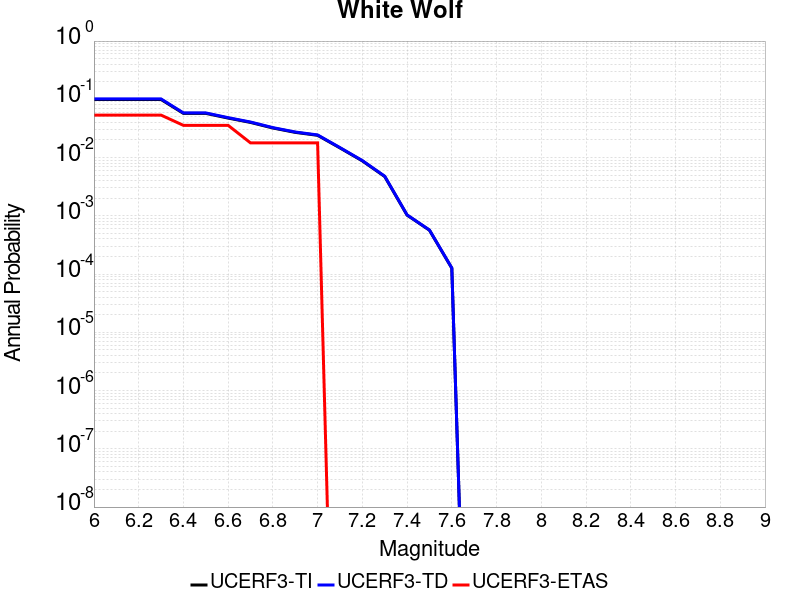 White Wolf
10^0
10^-1
10^-2
10^-3
10^-4
10^-5
10^-6
10^-7
10^-8
Annual Probability
6 6.2 6.4 6.6 6.8 7 7.2 7.4 7.6 7.8 8 8.2 8.4 8.6 8.8 9
Magnitude
UCERF3-TI UCERF3-TD UCERF3-ETAS